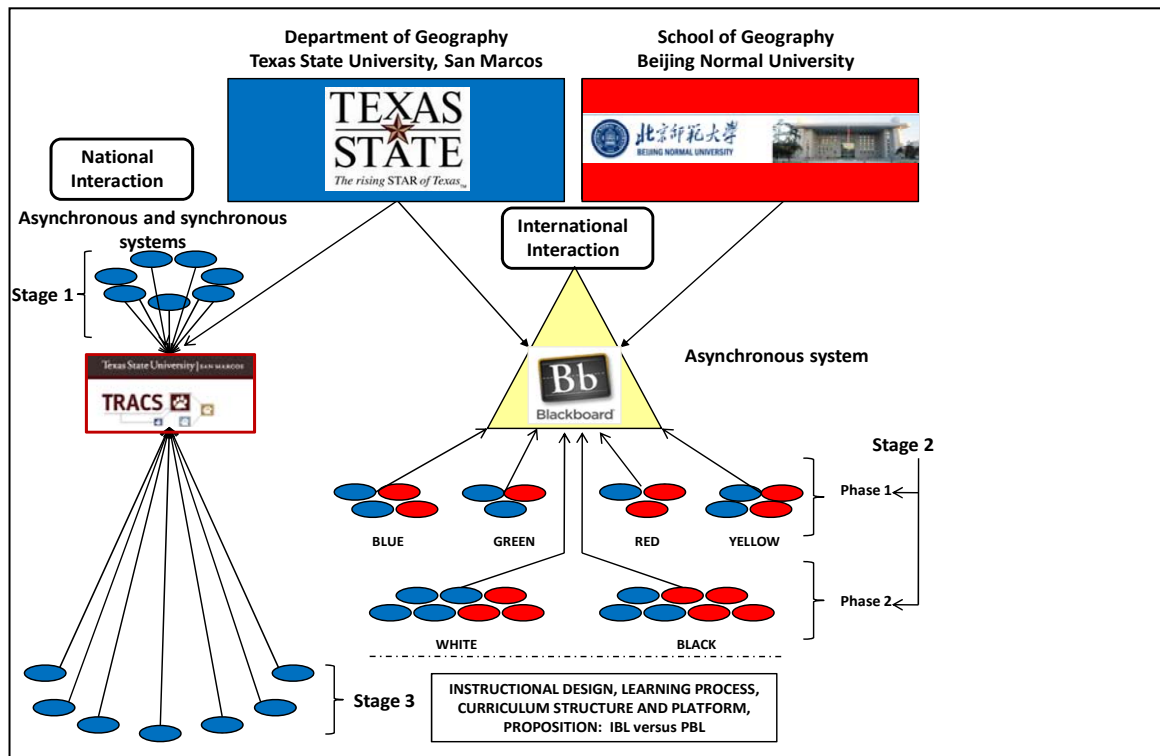 Department of Geography
Texas State University, San Marcos
School of Geography
Beijing Normal University
TEXAS
STATE
The rising STAR of Texas™
北京师范大学
BEIJING NORMAL UNIVERSITY
National
Interaction
Asynchronous and synchronous
systems
International
Interaction
Stage 1
Texas State University | SAN MARCOS
TRACS
Bb
Blackboard
Asynchronous system
Stage 2
Phase 1
BLUE
GREEN
RED
YELLOW
Phase 2
WHITE
BLACK
Stage 3
INSTRUCTIONAL DESIGN, LEARNING PROCESS,
CURRICULUM STRUCTURE AND PLATFORM,
PROPOSITION: IBL versus PBL